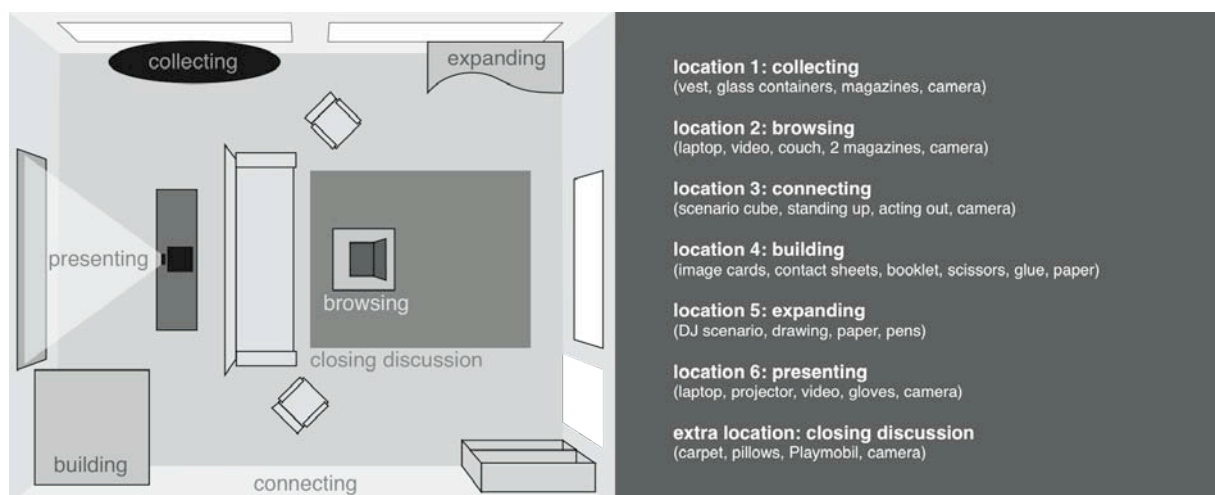 collecting
expanding
presenting
browsing
closing discussion
building
connecting
location 1: collecting
(vest, glass containers, magazines, camera)
location 2: browsing
(laptop, video, couch, 2 magazines, camera)
location 3: connecting
(scenario cube, standing up, acting out, camera)
location 4: building
(image cards, contact sheets, booklet, scissors, glue, paper)
location 5: expanding
(DJ scenario, drawing, paper, pens)
location 6: presenting
(laptop, projector, video, gloves, camera)
extra location: closing discussion
(carpet, pillows, Playmobil, camera)